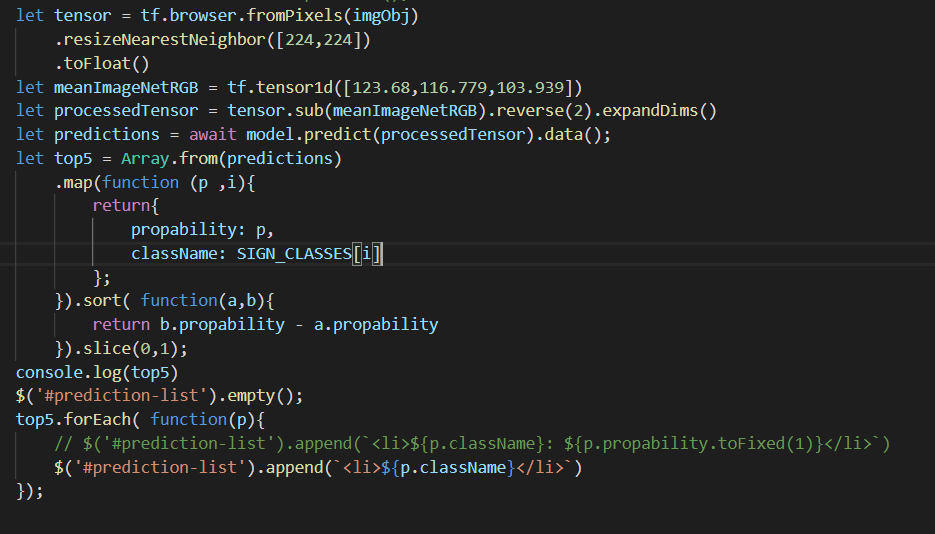 let tensor = tf.browser.fromPixels(imgObj)
.resizeNearestNeighbor([224,224])
.toFloat()
let meanImageNetRGB = tf.tensor1d([123.68,116.779,103.939])
let processedTensor = tensor.sub(meanImageNetRGB).reverse(2).expandDims()
let predictions = await model.predict(processedTensor).data();
let top5 = Array.from(predictions)
.map(function (p ,i){
return{
propability: p,
className: SIGN_CLASSES[i]
};
}).sort( function(a,b){
return b.propability - a.propability
}).slice(0,1);
console.log(top5)
$('#prediction-list').empty();
top5.forEach( function(p){
// $('#prediction-list').append(`<li>${p.className}: ${p.propability.toFixed(1)}</li>`)
$('#prediction-list').append(`<li>${p.className}</li>`)
});